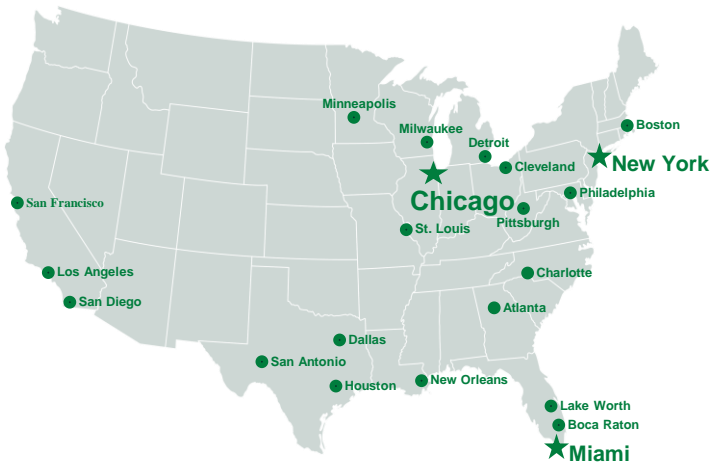 Minneapolis
Milwaukee
Boston
Detroit
New York
Cleveland
Philadelphia
Chicago
San Francisco
Pittsburgh
St. Louis
Los Angeles
Charlotte
San Diego
Atlanta
Dallas
San Antonio
New Orleans
Houston
Lake Worth
Boca Raton
Miami